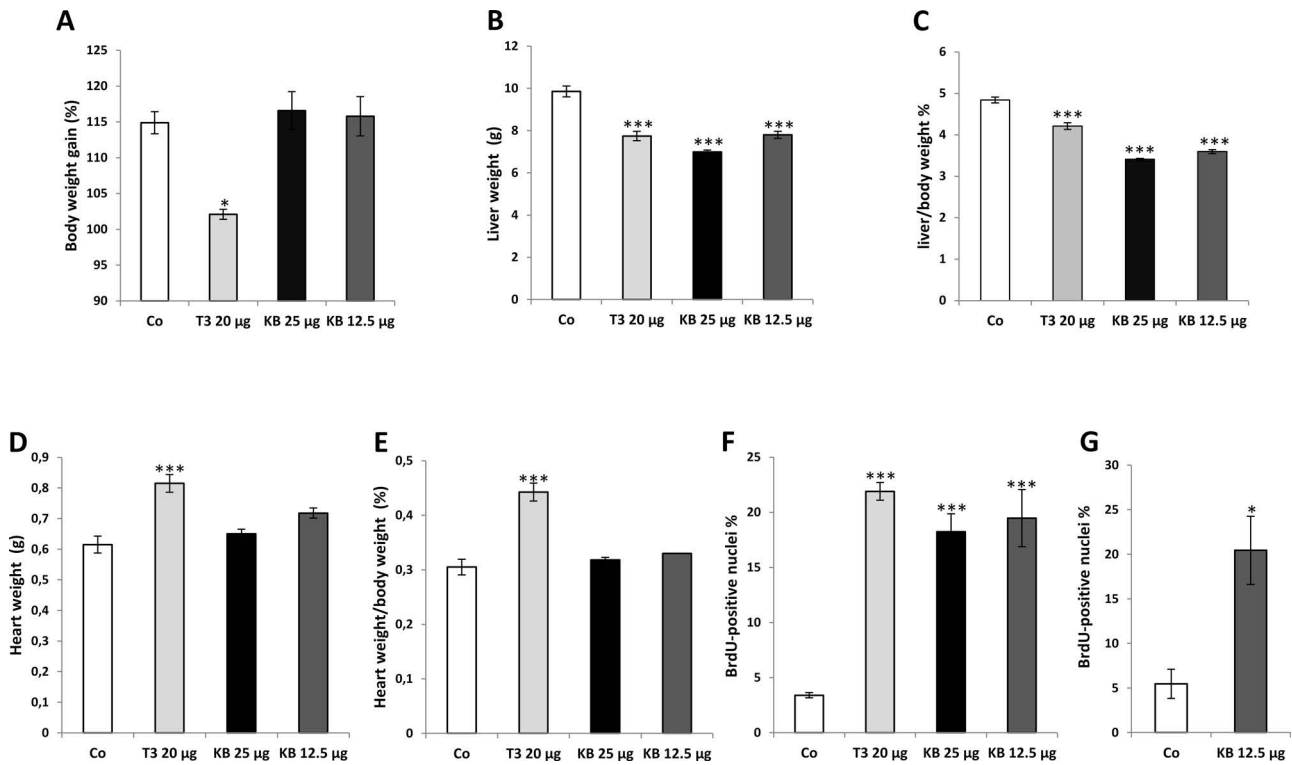 A
Body weight gain (%)
125
120
115
110
105
100
95
90
*
Co
T3 20 µg
KB 25 µg
KB 12.5 µg
B
Liver weight (g)
12
10
8
6
4
2
0
***
***
***
Co
T3 20 µg
KB 25 µg
KB 12.5 µg
C
liver/body weight %
6
5
4
3
2
1
0
***
***
***
Co
T3 20 µg
KB 25 µg
KB 12.5 µg
D
Heart weight (g)
0,9
0,8
0,7
0,6
0,5
0,4
0,3
0,2
0,1
0
***
Co
T3 20 µg
KB 25 µg
KB 12.5 µg
E
Heart weight/body weight (%)
0,5
0,4
0,3
0,2
0,1
0
***
Co
T3 20 µg
KB 25 µg
KB 12.5 µg
F
BrdU-positive nuclei %
25
20
15
10
5
0
***
***
***
Co
T3 20 µg
KB 25 µg
KB 12.5 µg
G
BrdU-positive nuclei %
30
25
20
15
10
5
0
*
Co
KB 12.5 µg